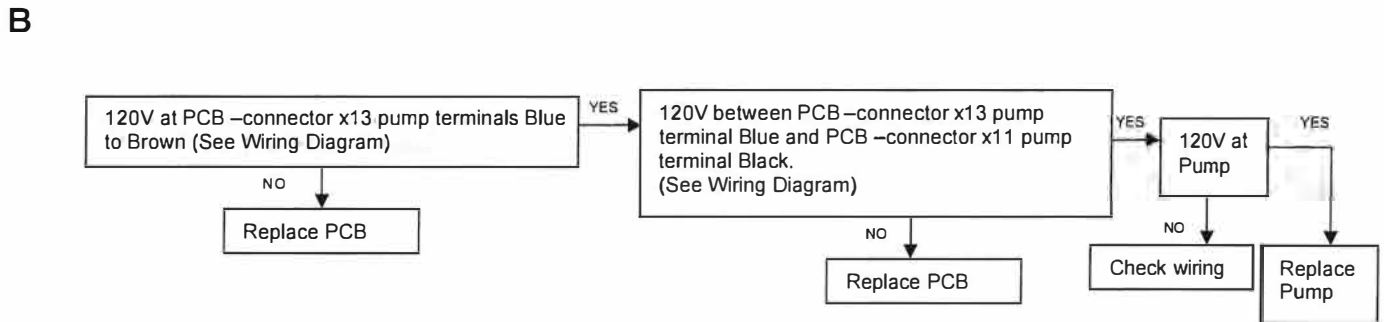 B
120V at PCB –connector x13 pump terminals Blue
to Brown (See Wiring Diagram)
YES
NO
Replace PCB
120V between PCB –connector x13 pump
terminal Blue and PCB –connector x11 pump
terminal Black.
(See Wiring Diagram)
YES
NO
Replace PCB
120V at
Pump
YES
NO
Check wiring
Replace
Pump